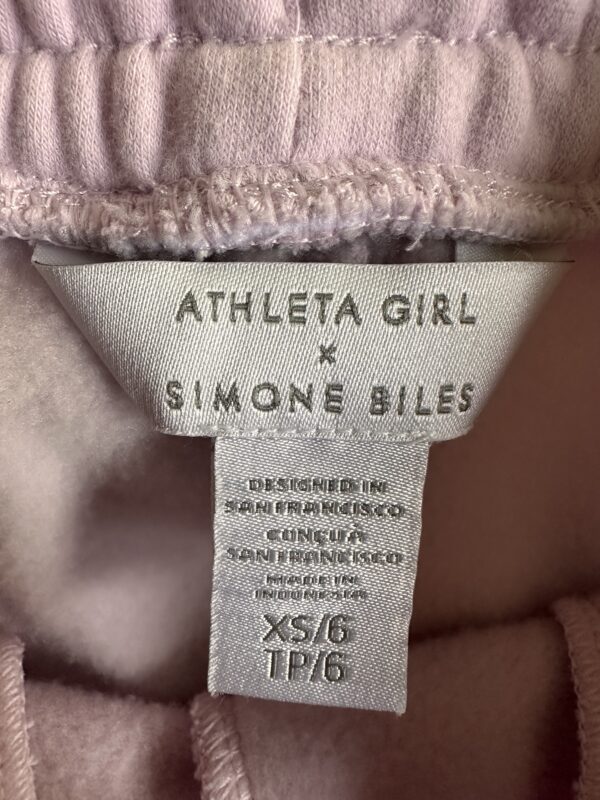 ATHLETA GIRL
×
SIMONE BILES
DESIGNED IN
SAN FRANCISCO
CONÇU À
SAN FRANCISCO
MADE IN
INDONESIA
XS/6
TP/6